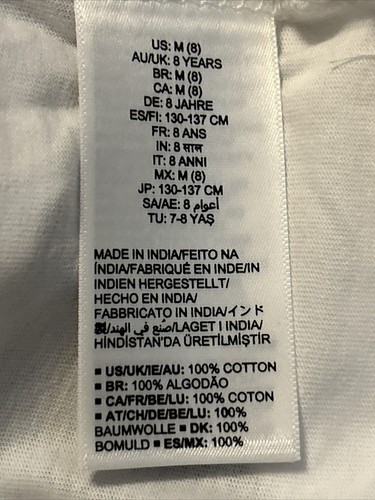 US: M (8)
AU/UK: 8 YEARS
BR: M (8)
CA: M (8)
DE: 8 JAHRE
ES/FI: 130-137 CM
FR: 8 ANS
IN: 8 साल
IT: 8 ANNI
MX: M (8)
JP: 130-137 CM
SA/AE: 8 أعوام
TU: 7-8 YAŞ
MADE IN INDIA/FEITO NA
ÍNDIA/FABRIQUÉ EN INDE/IN
INDIEN HERGESTELLT/
HECHO EN INDIA/
FABBRICATO IN INDIA/インド
製/صُنع في الهند/LAGET I INDIA/
HİNDİSTAN'DA ÜRETİLMİŞTİR
▪ US/UK/IE/AU: 100% COTTON
▪ BR: 100% ALGODÃO
▪ CA/FR/BE/LU: 100% COTON
▪ AT/CH/DE/BE/LU: 100%
BAUMWOLLE ▪ DK: 100%
BOMULD ▪ ES/MX: 100%